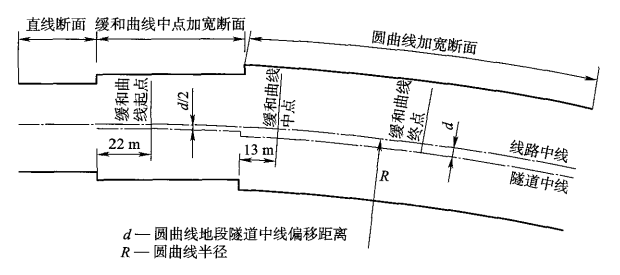 直线断面
缓和曲线中点加宽断面
圆曲线加宽断面
缓和曲
线起点
d/2
缓和曲线
中点
缓和曲线
终点
d
线路中线
隧道中线
22 m
13 m
R
d — 圆曲线地段隧道中线偏移距离
R — 圆曲线半径